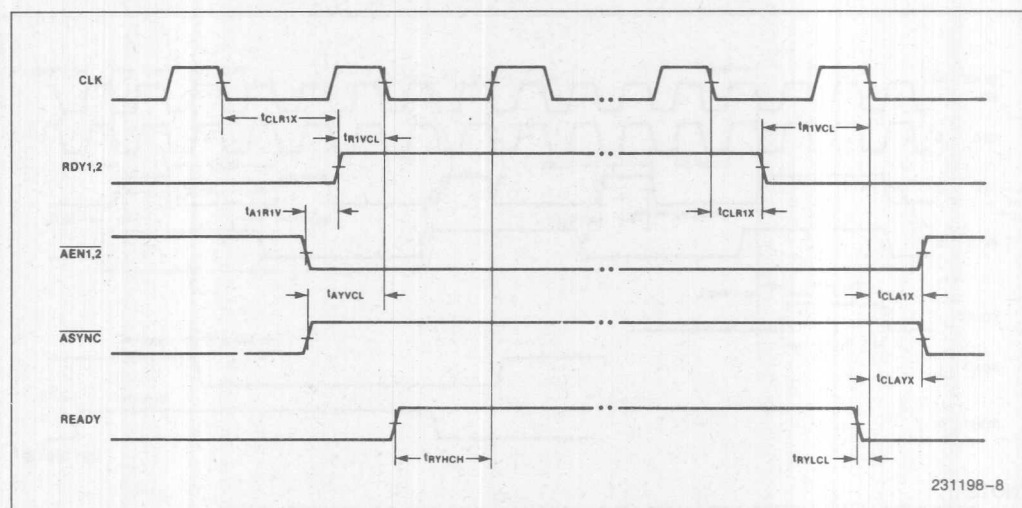 CLK
tCLR1X
tR1VCL
tR1VCL
RDY1,2
tA1R1V
tCLR1X
AEN1,2
tAYVCL
tCLA1X
ASYNC
tCLAYX
READY
tRYHCH
tRYLCL
231198-8